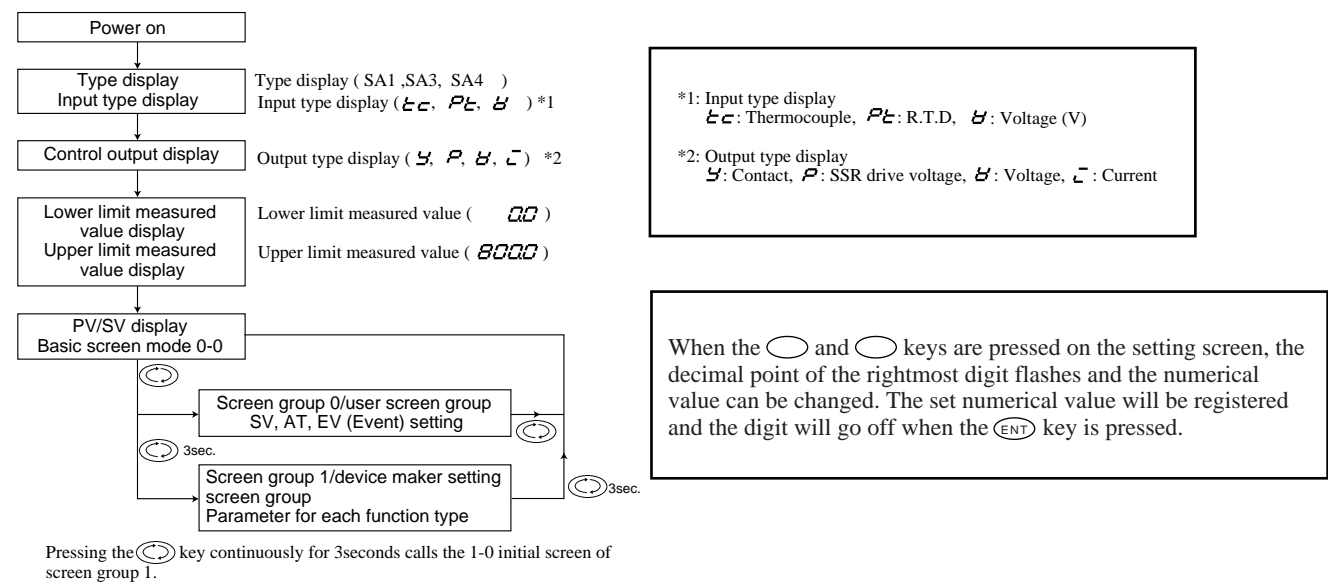 Power on
Type display
Input type display
Type display ( SA1 ,SA3, SA4 )
Input type display ( tc, Pt, v ) *1
Control output display
Output type display ( Y, P, v, i ) *2
Lower limit measured
value display
Upper limit measured
value display
Lower limit measured value ( 0.0 )
Upper limit measured value ( 800.0 )
PV/SV display
Basic screen mode 0-0
Screen group 0/user screen group
SV, AT, EV (Event) setting
3sec.
Screen group 1/device maker setting
screen group
Parameter for each function type
3sec.
Pressing the key continuously for 3seconds calls the 1-0 initial screen of
screen group 1.
*1: Input type display
tc : Thermocouple, Pt : R.T.D, v : Voltage (V)
*2: Output type display
Y : Contact, P : SSR drive voltage, v : Voltage, i : Current
When the and keys are pressed on the setting screen, the
decimal point of the rightmost digit flashes and the numerical
value can be changed. The set numerical value will be registered
and the digit will go off when the ENT key is pressed.